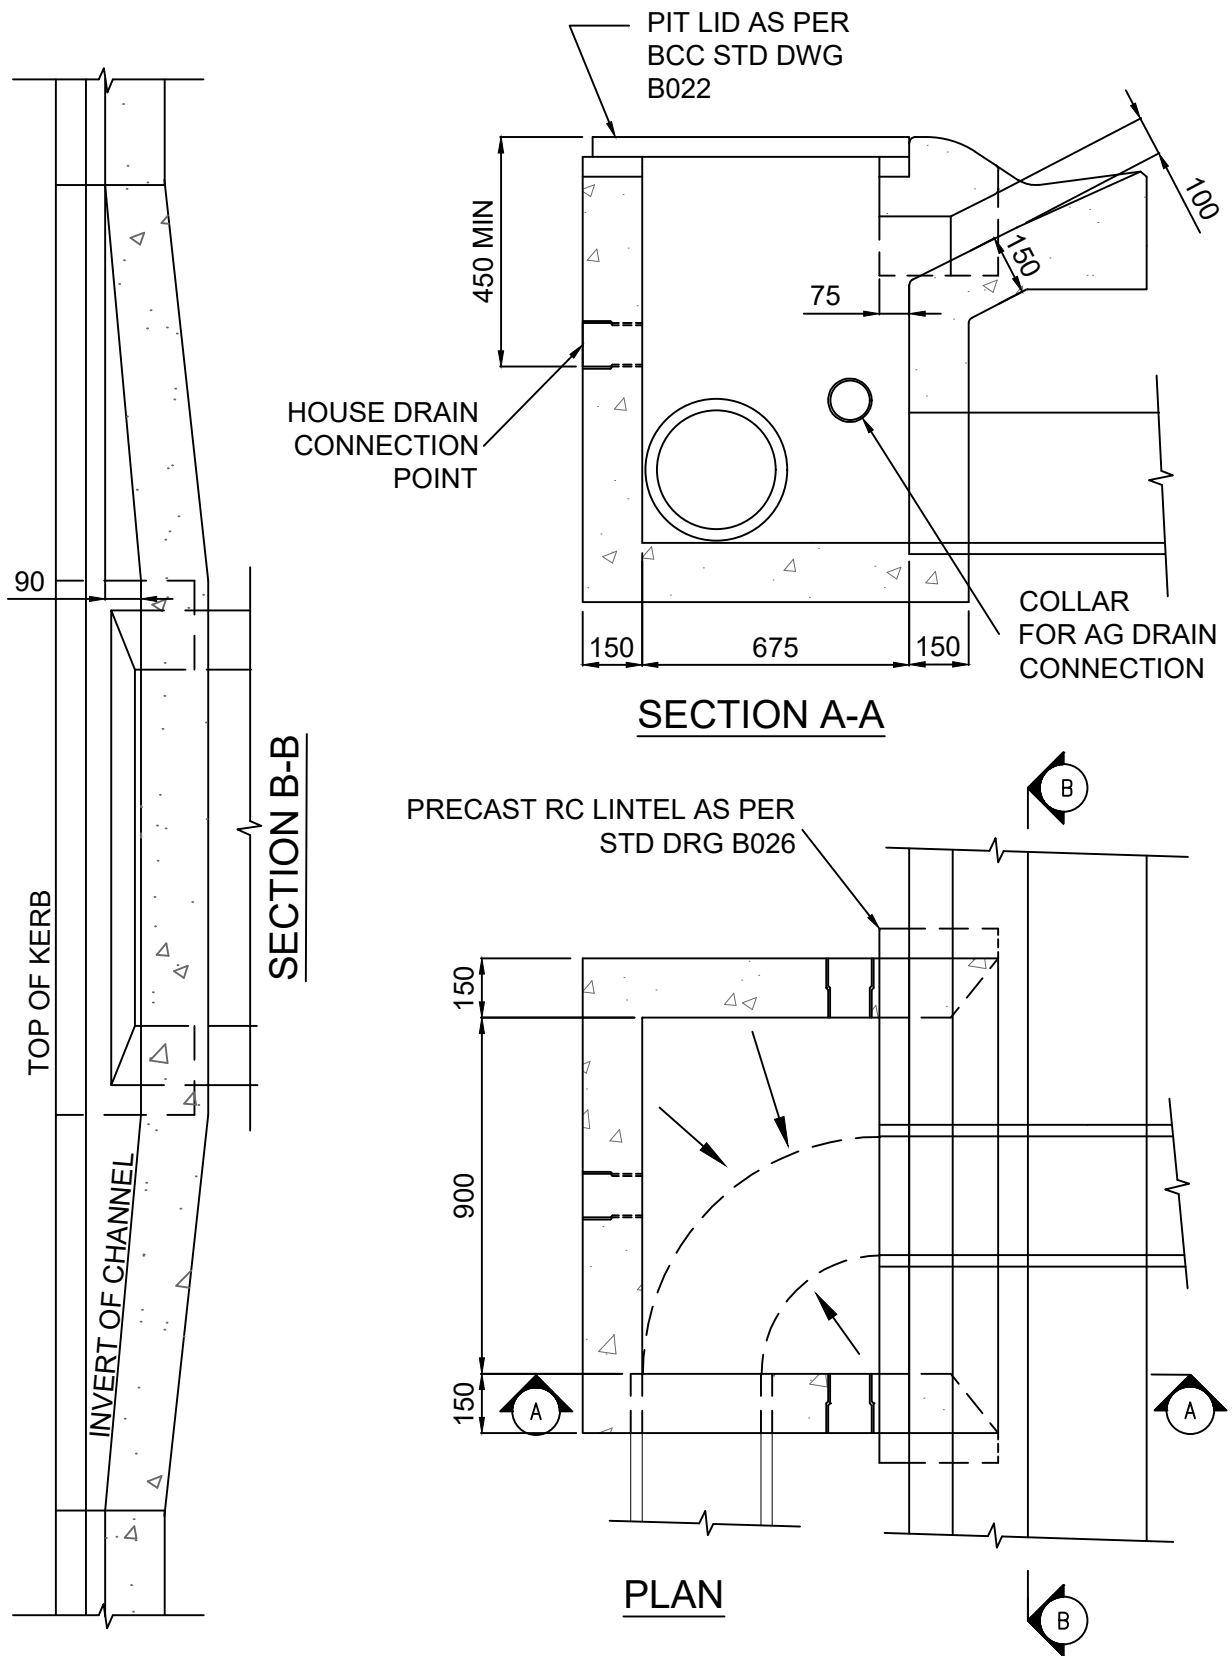 PIT LID AS PER
BCC STD DWG
B022
100
450 MIN
150
75
HOUSE DRAIN
CONNECTION
POINT
90
COLLAR
FOR AG DRAIN
CONNECTION
150
675
150
SECTION A-A
SECTION B-B
TOP OF KERB
INVERT OF CHANNEL
PRECAST RC LINTEL AS PER
STD DRG B026
B
150
900
150
A
A
PLAN
B